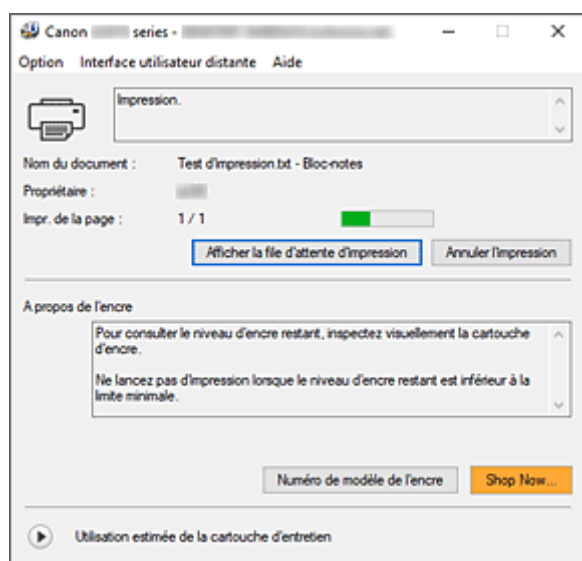 Canon series -
Option Interface utilisateur distante Aide
Impression.
Nom du document : Test d'impression.txt - Bloc-notes
Propriétaire :
Impr. de la page : 1 / 1
Afficher la file d'attente d'impression Annuler l'impression
A propos de l'encre
Pour consulter le niveau d'encre restant, inspectez visuellement la cartouche
d'encre.
Ne lancez pas d'impression lorsque le niveau d'encre restant est inférieur à la
limite minimale.
Numéro de modèle de l'encre Shop Now...
Utilisation estimée de la cartouche d'entretien